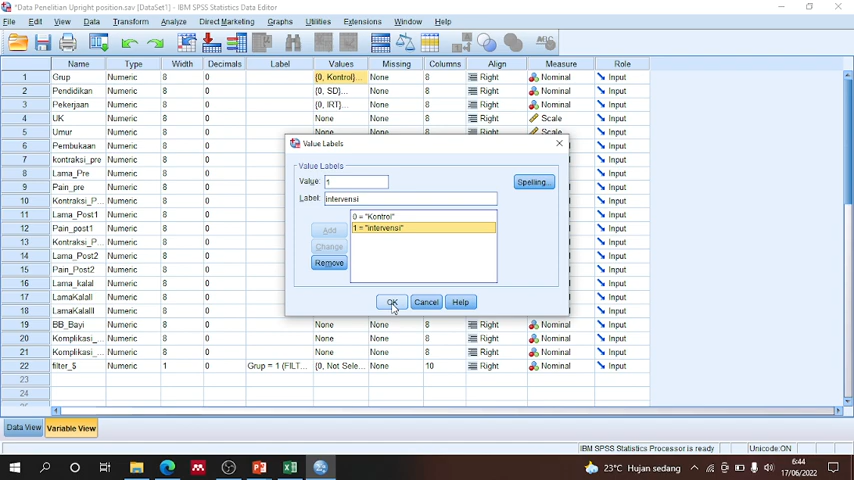 *Data Penelitian Upright position.sav [DataSet1] - IBM SPSS Statistics Data Editor
File Edit View Data Transform Analyze Direct Marketing Graphs Utilities Extensions Window Help
Name Type Width Decimals Label Values Missing Columns Align Measure Role
1 Grup Numeric 8 0 {0, Kontrol}... None 8 Right Nominal Input
2 Pendidikan Numeric 8 0 {0, SD}... None 8 Right Nominal Input
3 Pekerjaan Numeric 8 0 {0, IRT}... None 8 Right Nominal Input
4 UK Numeric 8 0 None None 8 Right Scale Input
5 Umur Numeric 8 0 None None 8 Right Scale Input
6 Pembukaan Numeric 8 0 Input
7 kontraksi_pre Numeric 8 0 Input
8 Lama_Pre Numeric 8 0 Input
9 Pain_pre Numeric 8 0 Input
10 Kontraksi_P... Numeric 8 0 Input
11 Lama_Post1 Numeric 8 0 Input
12 Pain_post1 Numeric 8 0 Input
13 Kontraksi_P... Numeric 8 0 Input
14 Lama_Post2 Numeric 8 0 Input
15 Pain_Post2 Numeric 8 0 Input
16 Lama_kalaI Numeric 8 0 Input
17 LamaKalaII Numeric 8 0 Input
18 LamaKalaIII Numeric 8 0 Input
19 BB_Bayi Numeric 8 0 None None 8 Right Nominal Input
20 Komplikasi_... Numeric 8 0 None None 8 Right Nominal Input
21 Komplikasi_... Numeric 8 0 None None 8 Right Nominal Input
22 filter_$ Numeric 1 0 Grup = 1 (FILT... {0, Not Sele... None 10 Right Nominal Input
23
24
Value Labels
Value Labels
Value: 1
Spelling...
Label: intervensi
0 = "Kontrol"
1 = "intervensi"
Add
Change
Remove
OK Cancel Help
Data View Variable View
IBM SPSS Statistics Processor is ready Unicode:ON
23°C Hujan sedang
6:44
17/06/2022